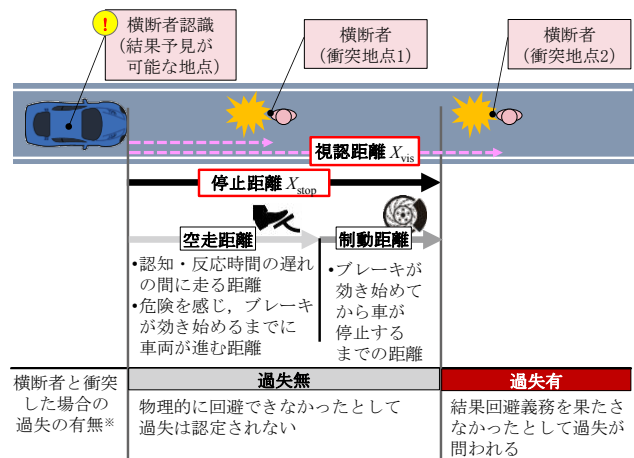 !
横断者認識
(結果予見が
可能な地点)
横断者
(衝突地点1)
横断者
(衝突地点2)
視認距離 Xvis
停止距離 Xstop
空走距離
•認知・反応時間の遅れ
の間に走る距離
•危険を感じ，ブレーキ
が効き始めるまでに
車両が進む距離
制動距離
•ブレーキが
効き始めて
から車が
停止する
までの距離
横断者と衝突
した場合の
過失の有無※
過失無
物理的に回避できなかったとして
過失は認定されない
過失有
結果回避義務を果たさ
なかったとして過失が
問われる